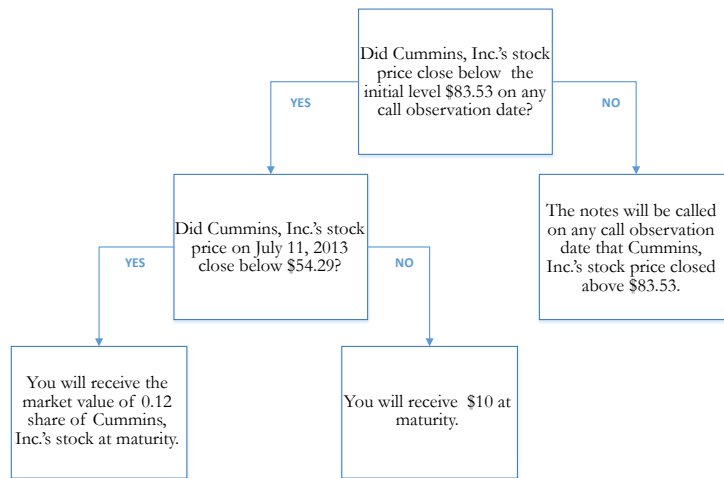 Did Cummins, Inc.'s stock
price close below the
initial level $83.53 on any
call observation date?
YES
NO
Did Cummins, Inc.'s stock
price on July 11, 2013
close below $54.29?
The notes will be called
on any call observation
date that Cummins,
Inc.'s stock price closed
above $83.53.
YES
NO
You will receive the
market value of 0.12
share of Cummins,
Inc.'s stock at maturity.
You will receive $10 at
maturity.